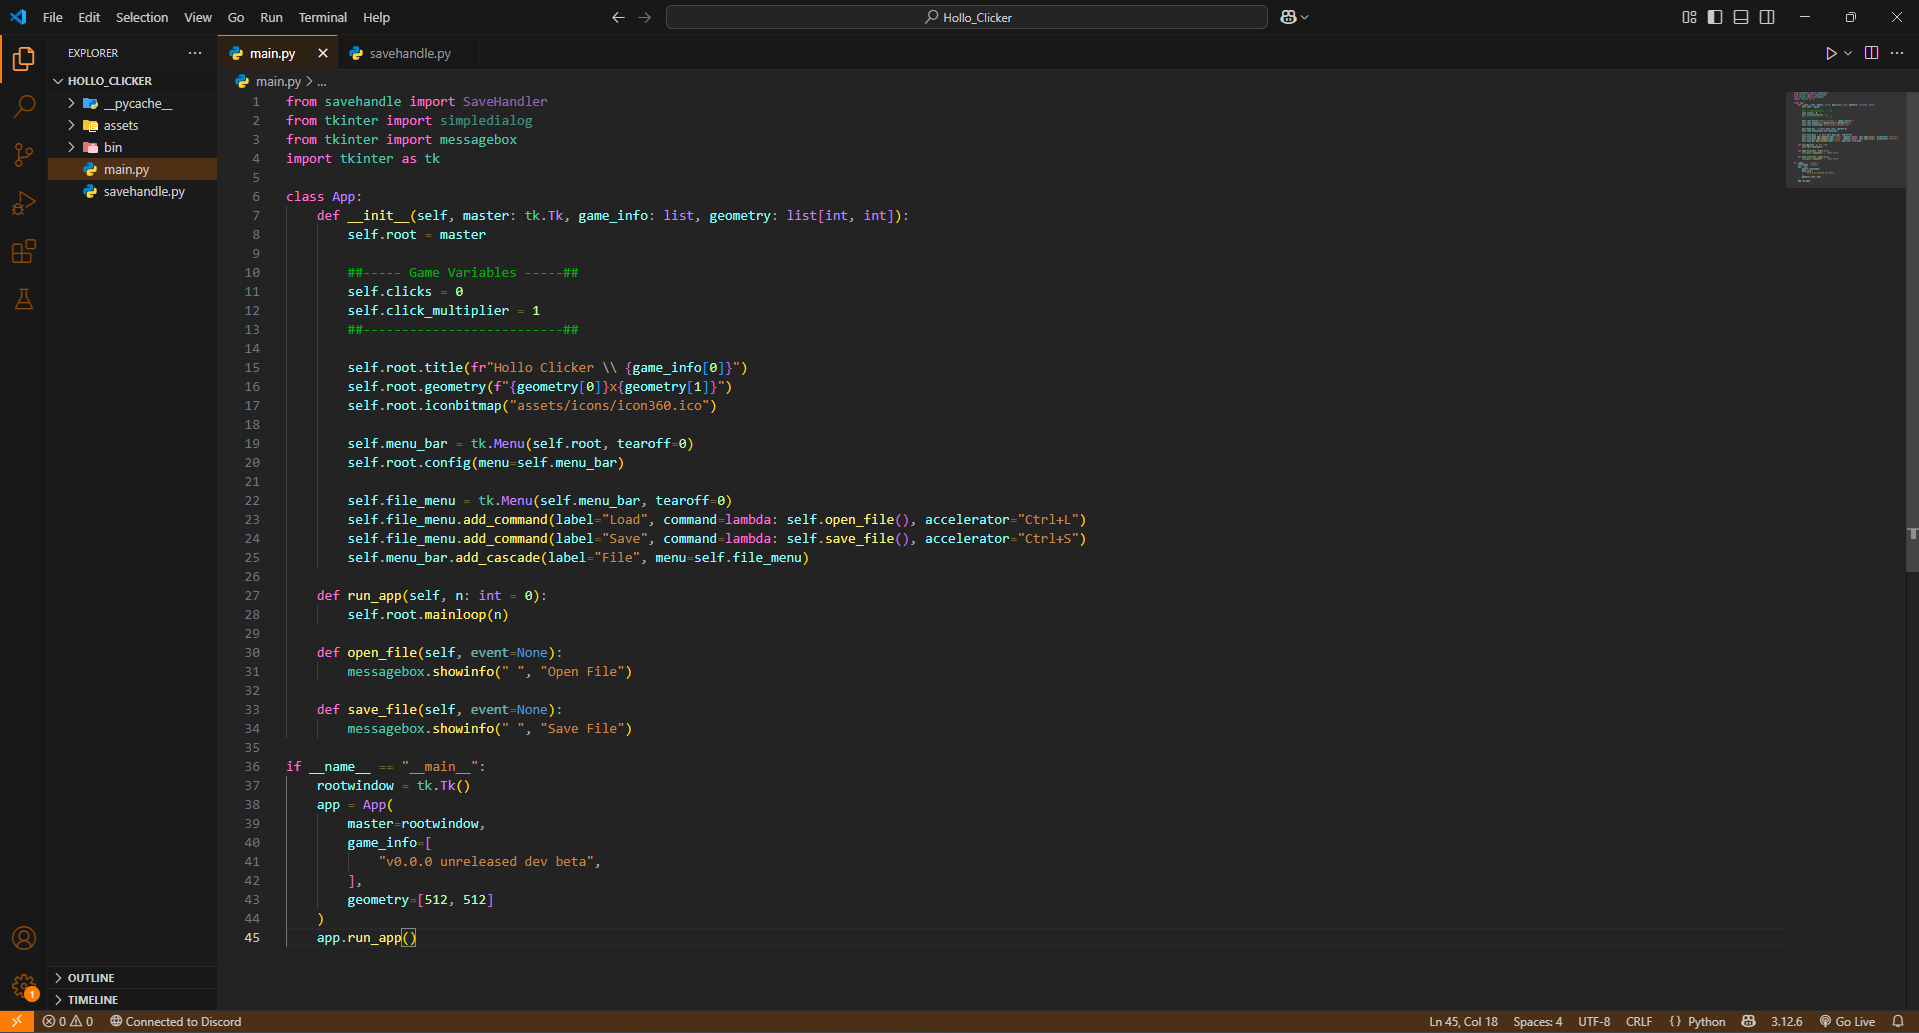 File Edit Selection View Go Run Terminal Help
Hollo_Clicker
EXPLORER
HOLLO_CLICKER
__pycache__
assets
bin
main.py
savehandle.py
OUTLINE
TIMELINE
main.py savehandle.py
main.py > ...
1 from savehandle import SaveHandler
2 from tkinter import simpledialog
3 from tkinter import messagebox
4 import tkinter as tk
5
6 class App:
7     def __init__(self, master: tk.Tk, game_info: list, geometry: list[int, int]):
8         self.root = master
9
10         ##----- Game Variables -----##
11         self.clicks = 0
12         self.click_multiplier = 1
13         ##--------------------------##
14
15         self.root.title(fr"Hollo Clicker \\ {game_info[0]}")
16         self.root.geometry(f"{geometry[0]}x{geometry[1]}")
17         self.root.iconbitmap("assets/icons/icon360.ico")
18
19         self.menu_bar = tk.Menu(self.root, tearoff=0)
20         self.root.config(menu=self.menu_bar)
21
22         self.file_menu = tk.Menu(self.menu_bar, tearoff=0)
23         self.file_menu.add_command(label="Load", command=lambda: self.open_file(), accelerator="Ctrl+L")
24         self.file_menu.add_command(label="Save", command=lambda: self.save_file(), accelerator="Ctrl+S")
25         self.menu_bar.add_cascade(label="File", menu=self.file_menu)
26
27     def run_app(self, n: int = 0):
28         self.root.mainloop(n)
29
30     def open_file(self, event=None):
31         messagebox.showinfo(" ", "Open File")
32
33     def save_file(self, event=None):
34         messagebox.showinfo(" ", "Save File")
35
36 if __name__ == "__main__":
37     rootwindow = tk.Tk()
38     app = App(
39         master=rootwindow,
40         game_info=[
41             "v0.0.0 unreleased dev beta",
42         ],
43         geometry=[512, 512]
44     )
45     app.run_app()
1
0 0 Connected to Discord Ln 45, Col 18 Spaces: 4 UTF-8 CRLF {} Python 3.12.6 Go Live